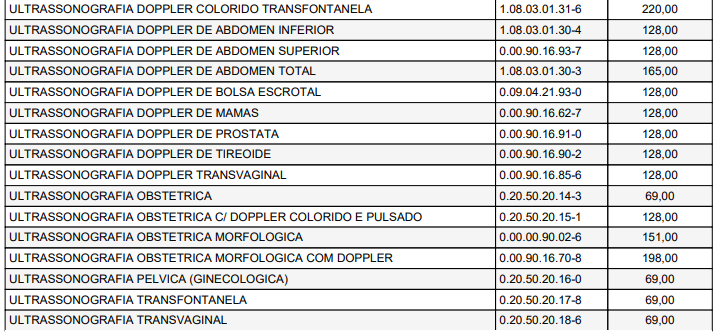 ULTRASSONOGRAFIA DOPPLER COLORIDO TRANSFONTANELA 1.08.03.01.31-6 220,00
ULTRASSONOGRAFIA DOPPLER DE ABDOMEN INFERIOR 1.08.03.01.30-4 128,00
ULTRASSONOGRAFIA DOPPLER DE ABDOMEN SUPERIOR 0.00.90.16.93-7 128,00
ULTRASSONOGRAFIA DOPPLER DE ABDOMEN TOTAL 1.08.03.01.30-3 165,00
ULTRASSONOGRAFIA DOPPLER DE BOLSA ESCROTAL 0.09.04.21.93-0 128,00
ULTRASSONOGRAFIA DOPPLER DE MAMAS 0.00.90.16.62-7 128,00
ULTRASSONOGRAFIA DOPPLER DE PROSTATA 0.00.90.16.91-0 128,00
ULTRASSONOGRAFIA DOPPLER DE TIREOIDE 0.00.90.16.90-2 128,00
ULTRASSONOGRAFIA DOPPLER TRANSVAGINAL 0.00.90.16.85-6 128,00
ULTRASSONOGRAFIA OBSTETRICA 0.20.50.20.14-3 69,00
ULTRASSONOGRAFIA OBSTETRICA C/ DOPPLER COLORIDO E PULSADO 0.20.50.20.15-1 128,00
ULTRASSONOGRAFIA OBSTETRICA MORFOLOGICA 0.00.00.90.02-6 151,00
ULTRASSONOGRAFIA OBSTETRICA MORFOLOGICA COM DOPPLER 0.00.90.16.70-8 198,00
ULTRASSONOGRAFIA PELVICA (GINECOLOGICA) 0.20.50.20.16-0 69,00
ULTRASSONOGRAFIA TRANSFONTANELA 0.20.50.20.17-8 69,00
ULTRASSONOGRAFIA TRANSVAGINAL 0.20.50.20.18-6 69,00